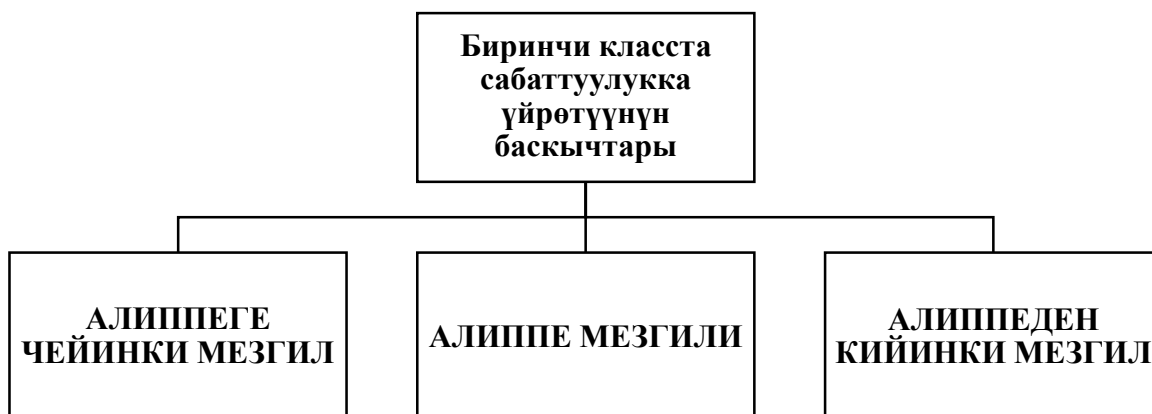 Биринчи класста
сабаттуулукка
үйрөтүүнүн
баскычтары
АЛИППЕГЕ
ЧЕЙИНКИ МЕЗГИЛ
АЛИППЕ МЕЗГИЛИ
АЛИППЕДЕН
КИЙИНКИ МЕЗГИЛ